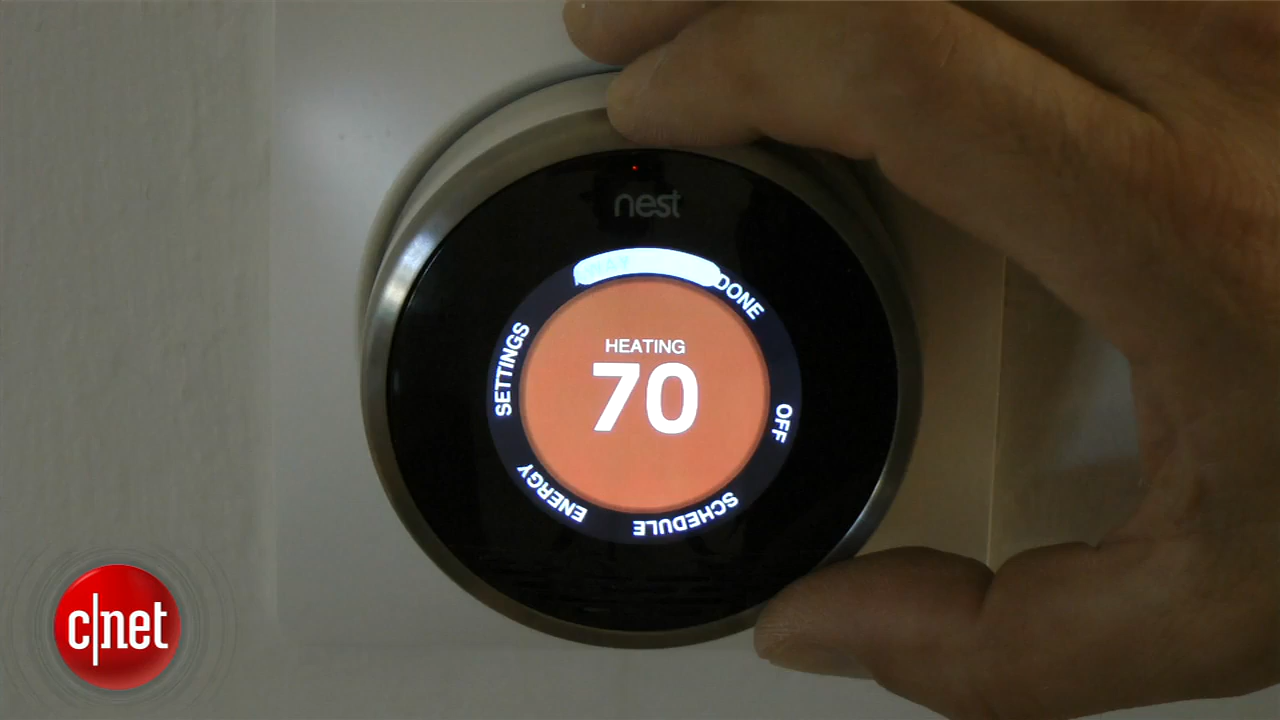 nest
DONE
SETTINGS
HEATING
70
OFF
ENERGY
SCHEDULE
c|net